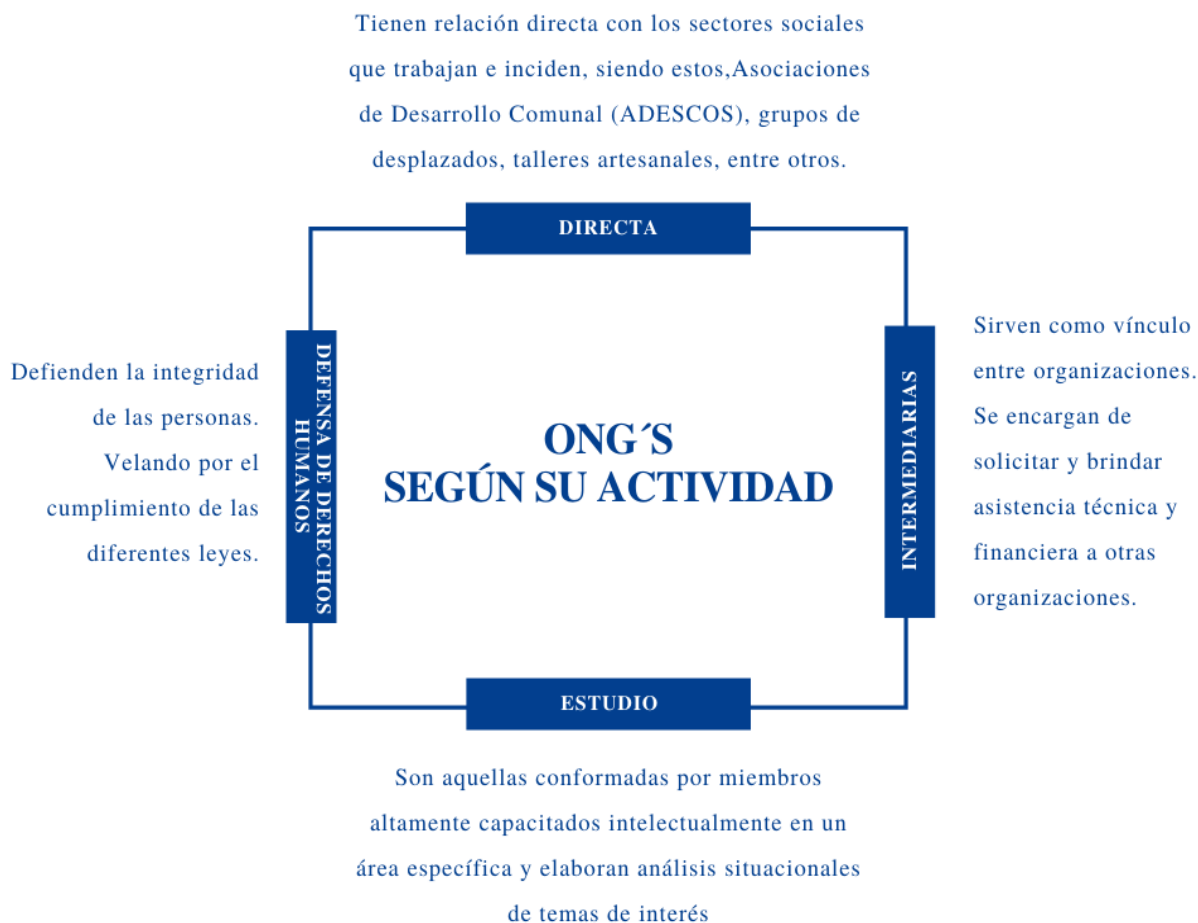 Tienen relación directa con los sectores sociales
que trabajan e inciden, siendo estos,Asociaciones
de Desarrollo Comunal (ADESCOS), grupos de
desplazados, talleres artesanales, entre otros.
DIRECTA
Defienden la integridad
de las personas.
Velando por el
cumplimiento de las
diferentes leyes.
DEFENSA DE DERECHOS
HUMANOS
ONG´S
SEGÚN SU ACTIVIDAD
INTERMEDIARIAS
Sirven como vínculo
entre organizaciones.
Se encargan de
solicitar y brindar
asistencia técnica y
financiera a otras
organizaciones.
ESTUDIO
Son aquellas conformadas por miembros
altamente capacitados intelectualmente en un
área específica y elaboran análisis situacionales
de temas de interés